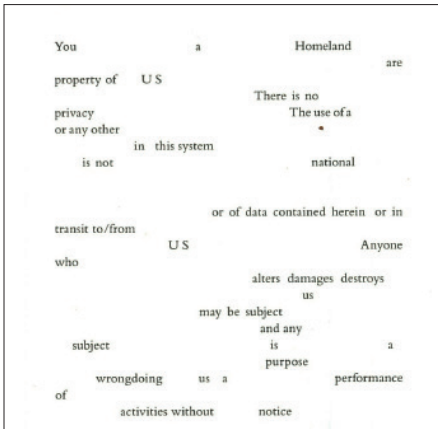 You a Homeland
are
property of U S
There is no
privacy The use of a
or any other
in this system
is not national
or of data contained herein or in
transit to/from
U S Anyone
who
alters damages destroys
us
may be subject
and any
subject is a
purpose
wrongdoing us a performance
of
activities without notice